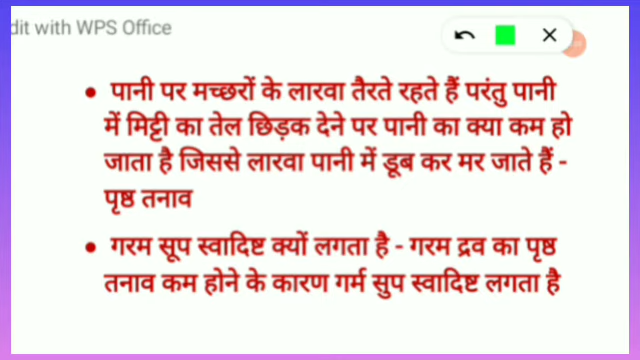 dit with WPS Office
• पानी पर मच्छरों के लारवा तैरते रहते हैं परंतु पानी
में मिट्टी का तेल छिड़क देने पर पानी का क्या कम हो
जाता है जिससे लारवा पानी में डूब कर मर जाते हैं -
पृष्ठ तनाव
• गरम सूप स्वादिष्ट क्यों लगता है - गरम द्रव का पृष्ठ
तनाव कम होने के कारण गर्म सुप स्वादिष्ट लगता है